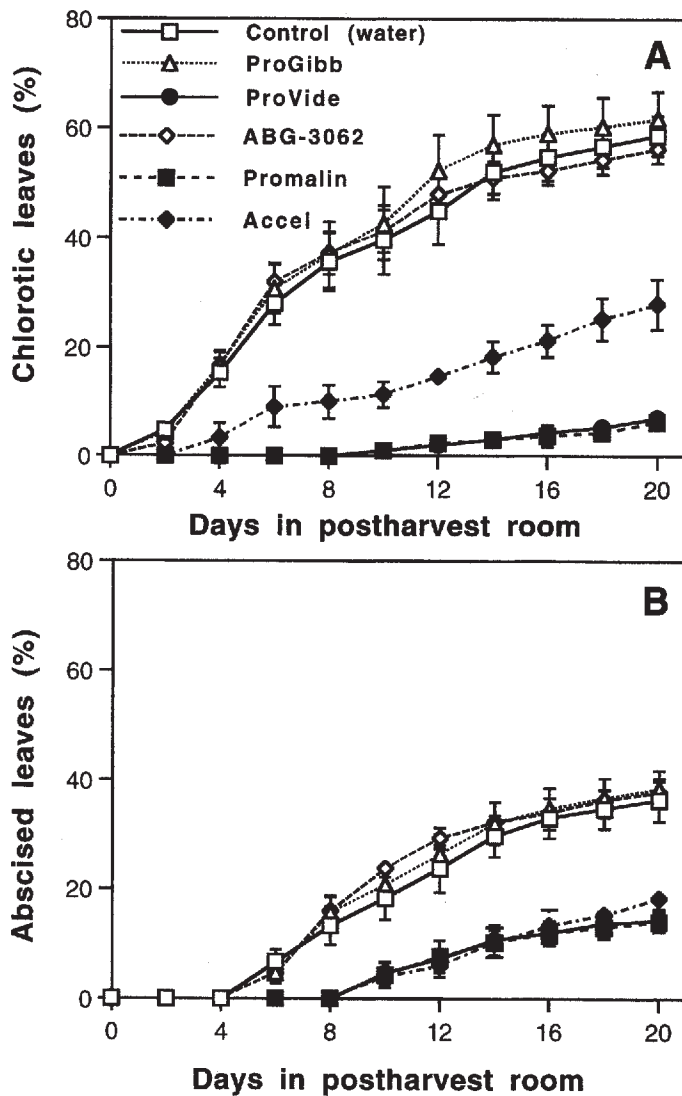 80
60
40
20
0
Chlorotic leaves (%)
Control (water)
ProGibb
ProVide
ABG-3062
Promalin
Accel
A
0 4 8 12 16 20
Days in postharvest room
80
60
40
20
0
Abscised leaves (%)
B
0 4 8 12 16 20
Days in postharvest room